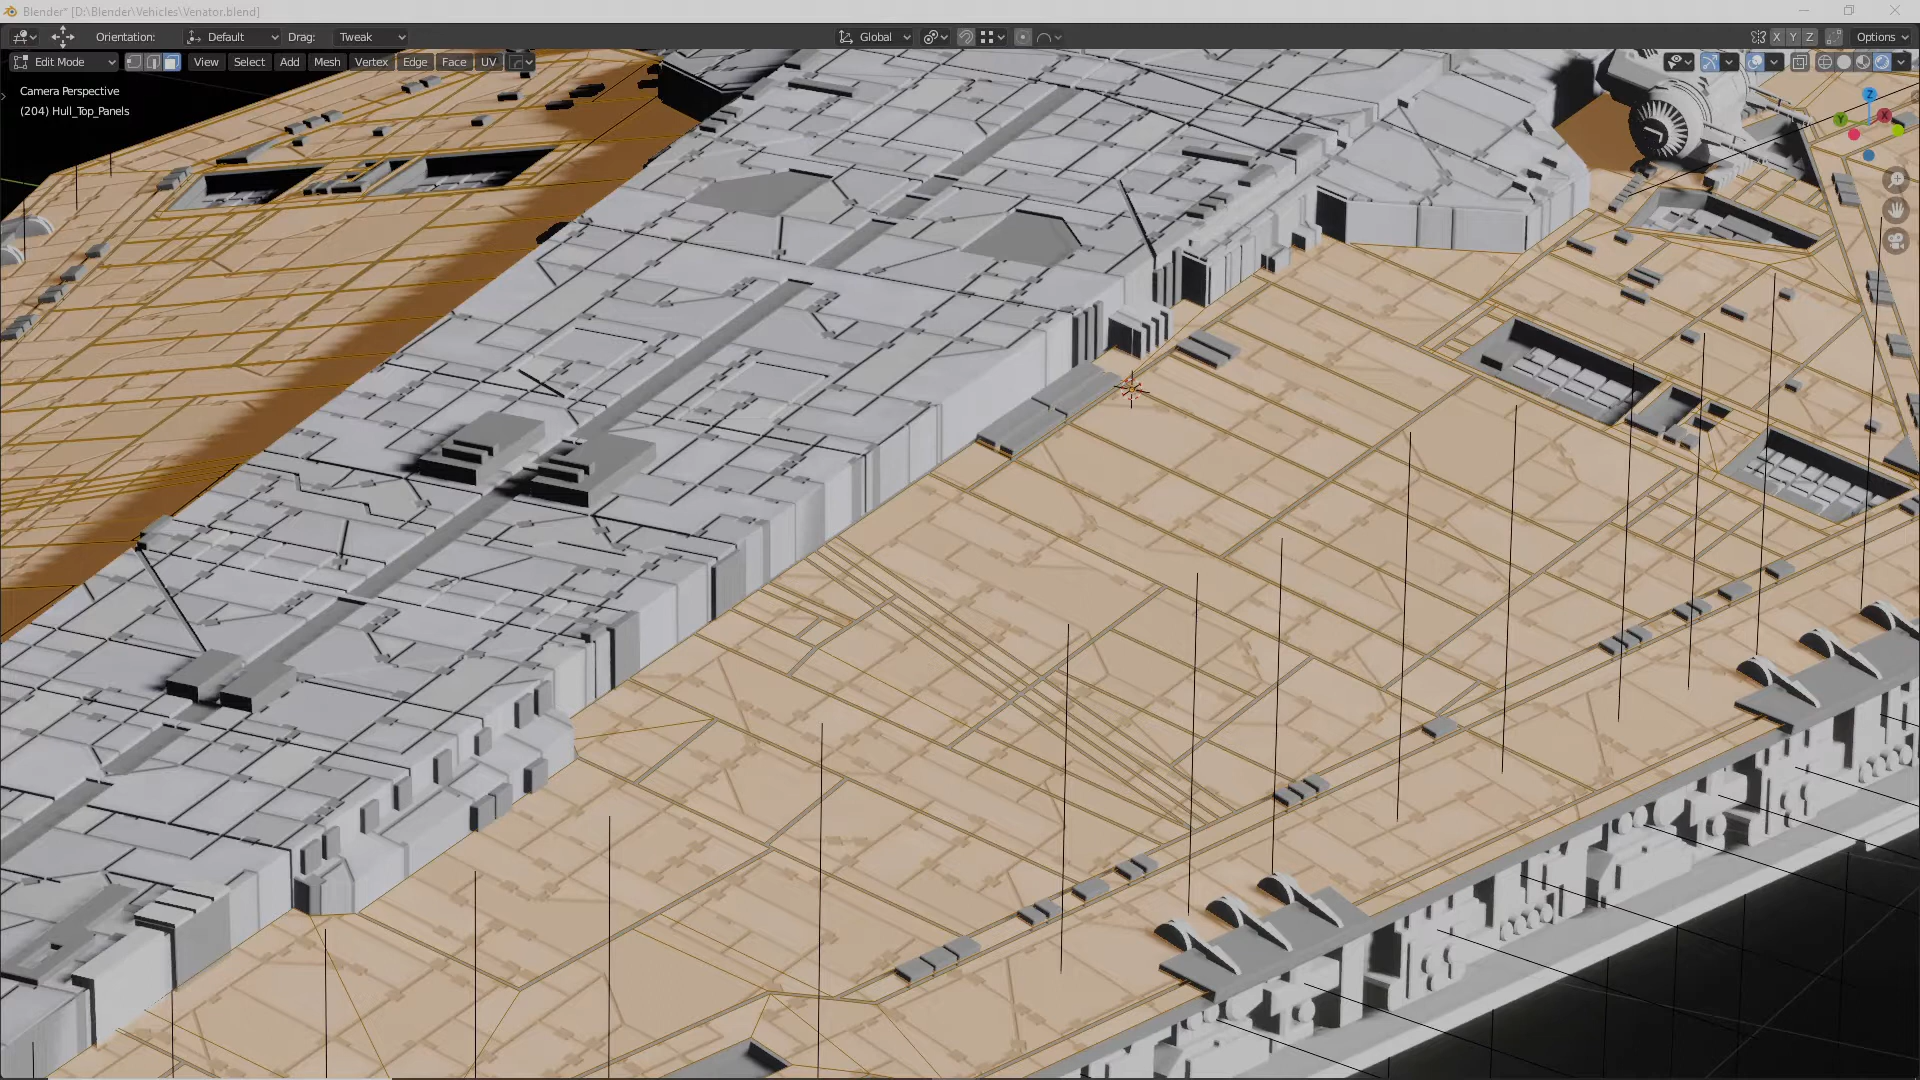 Blender* [D:\Blender\Vehicles\Venator.blend]
Orientation: Default Drag: Tweak Global X Y Z Options
Edit Mode View Select Add Mesh Vertex Edge Face UV
Camera Perspective
(204) Hull_Top_Panels
Z
Y X